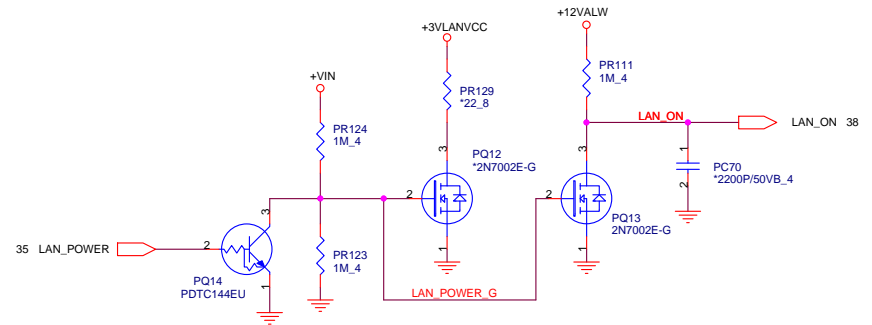 +12VALW
+3VLANVCC
+VIN
PR111
1M_4
PR129
*22_8
PR124
1M_4
LAN_ON
LAN_ON 38
3
3
1
PC70
*2200P/50VB_4
2
PQ12
*2N7002E-G
2
2
3
1
1
PQ13
2N7002E-G
35 LAN_POWER
2
PR123
1M_4
PQ14
PDTC144EU
1
LAN_POWER_G